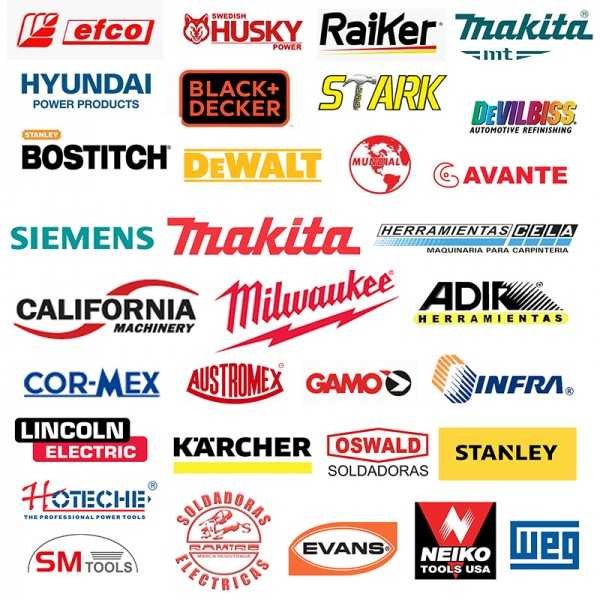 efco
SWEDISH
HUSKY
POWER
Raiker
makita
mt
HYUNDAI
POWER PRODUCTS
BLACK+
DECKER
STARK
DEVILBISS
AUTOMOTIVE REFINISHING
STANLEY
BOSTITCH
DEWALT
MUNDIAL
AVANTE
SIEMENS
makita
HERRAMIENTAS CELA
MAQUINARIA PARA CARPINTERIA
CALIFORNIA
MACHINERY
Milwaukee
ADIR
HERRAMIENTAS
COR-MEX
AUSTROMEX
GAMO
INFRA
LINCOLN
ELECTRIC
KÄRCHER
OSWALD
SOLDADORAS
STANLEY
HOTECHE
THE PROFESSIONAL POWER TOOLS
SOLDADORAS
RAMIRE
MARCA REGISTRADA
ELECTRICAS
SM TOOLS
EVANS
NEIKO
TOOLS USA
WEG